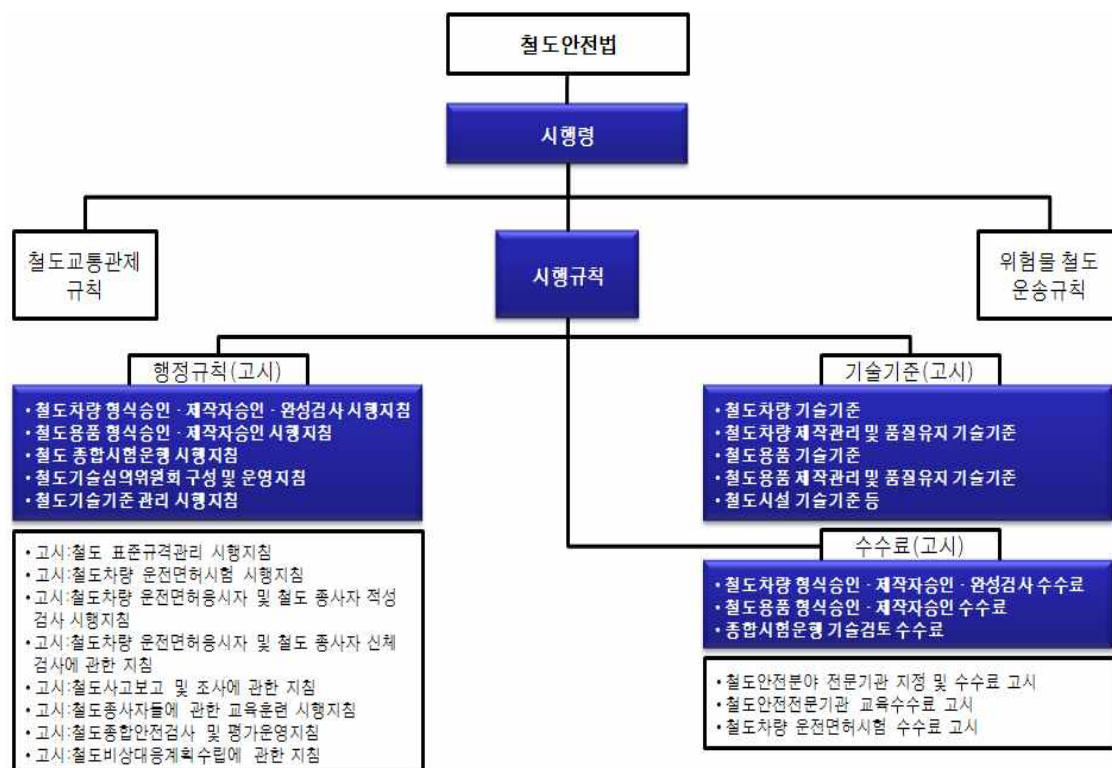 철도안전법
시행령
철도교통관제
규칙
시행규칙
위험물 철도
운송규칙
행정규칙(고시)
• 철도차량 형식승인 - 제작자승인 - 완성검사 시행지침
• 철도용품 형식승인 - 제작자승인 시행지침
• 철도 종합시험운행 시행지침
• 철도기술심의위원회 구성 및 운영지침
• 철도기술기준 관리 시행지침
• 고시:철도 표준규격관리 시행지침
• 고시:철도차량 운전면허시험 시행지침
• 고시:철도차량 운전면허응시자 및 철도 종사자 적성
검사 시행지침
• 고시:철도차량 운전면허응시자 및 철도 종사자 신체
검사에 관한 지침
• 고시:철도사고보고 및 조사에 관한 지침
• 고시:철도종사자들에 관한 교육훈련 시행지침
• 고시:철도종합안전검사 및 평가운영지침
• 고시:철도비상대응계획수립에 관한 지침
기술기준(고시)
• 철도차량 기술기준
• 철도차량 제작관리 및 품질유지 기술기준
• 철도용품 기술기준
• 철도용품 제작관리 및 품질유지 기술기준
• 철도시설 기술기준 등
수수료(고시)
• 철도차량 형식승인 - 제작자승인 - 완성검사 수수료
• 철도용품 형식승인 - 제작자승인 수수료
• 종합시험운행 기술검토 수수료
• 철도안전분야 전문기관 지정 및 수수료 고시
• 철도안전전문기관 교육수수료 고시
• 철도차량 운전면허시험 수수료 고시